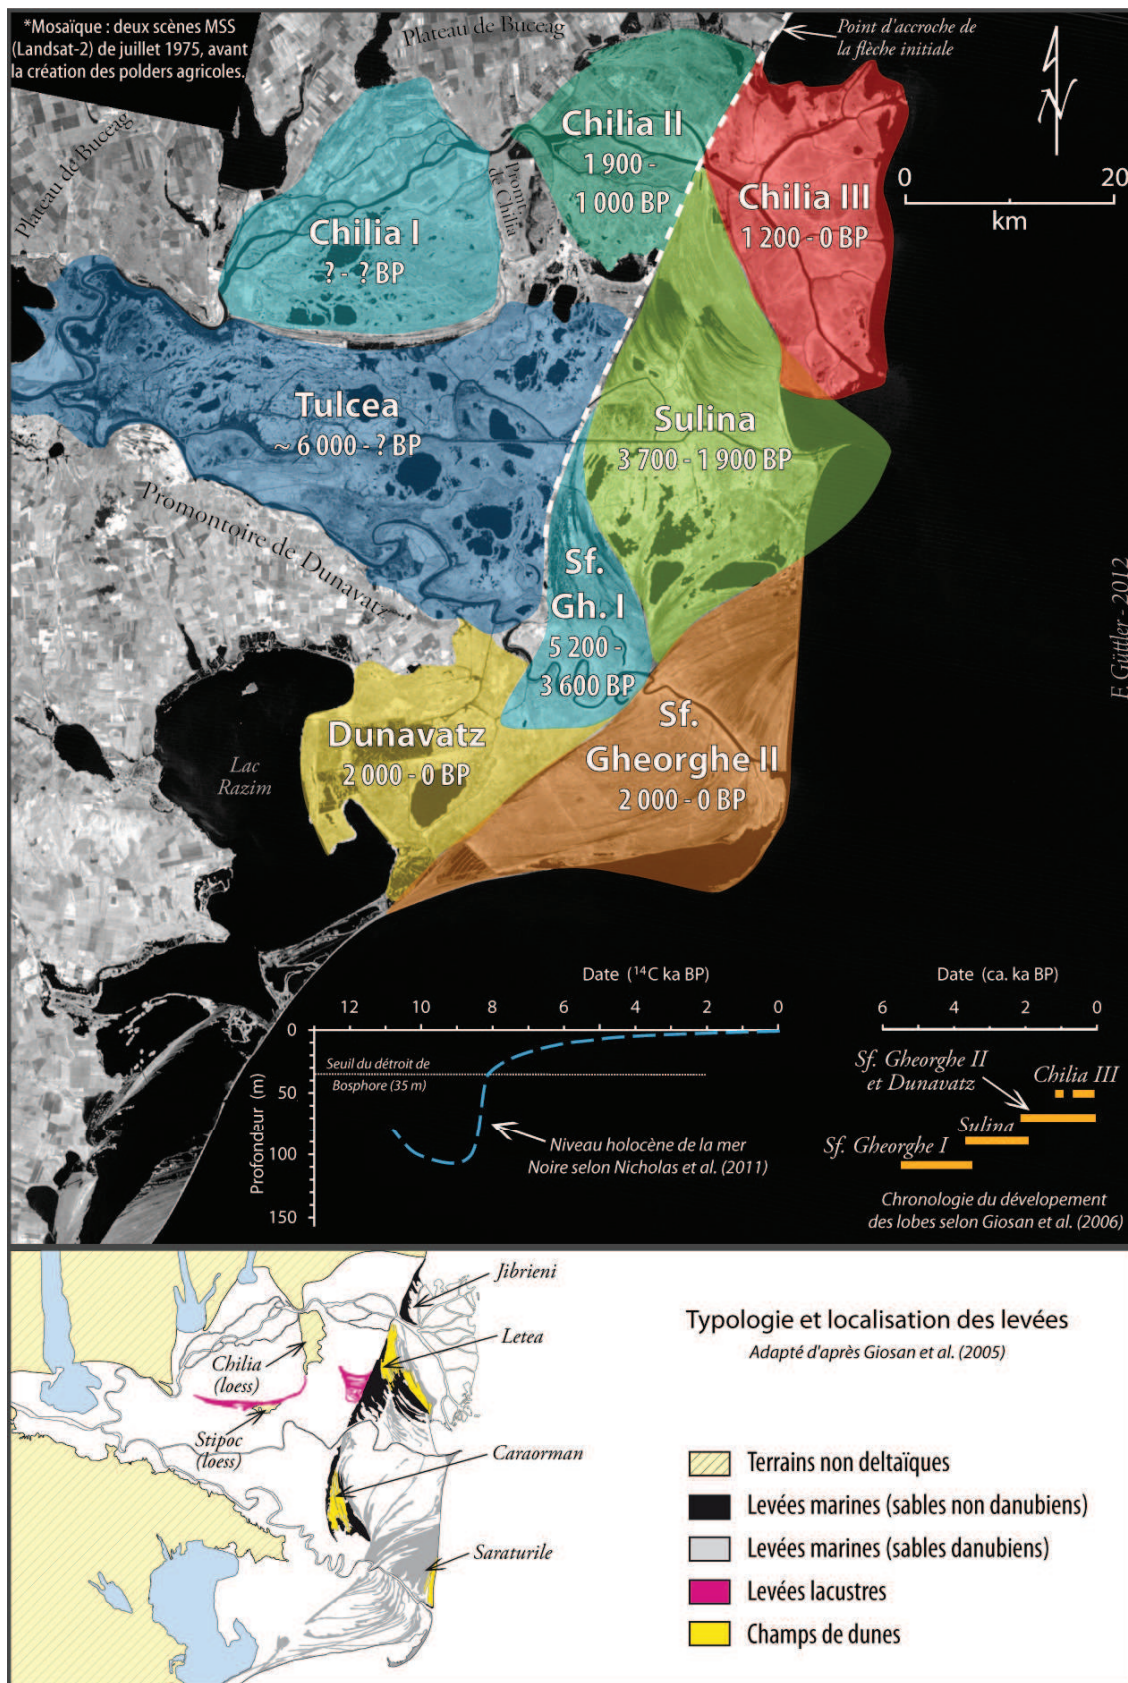 *Mosaïque : deux scènes MSS
(Landsat-2) de juillet 1975, avant
la création des polders agricoles.
Plateau de Buceag
Point d'accroche de
la flèche initiale
N
Plateau de Buceag
Chilia II
1 900 -
1 000 BP
Promt.
de Chilia
Chilia III
1 200 - 0 BP
0 20
km
Chilia I
? - ? BP
Tulcea
~ 6 000 - ? BP
Sulina
3 700 - 1 900 BP
Promontoire de Dunavatz
Sf.
Gh. I
5 200 -
3 600 BP
F. Güttler - 2012
Dunavatz
2 000 - 0 BP
Lac
Razim
Sf.
Gheorghe II
2 000 - 0 BP
Date (¹⁴C ka BP)
12 10 8 6 4 2 0
Profondeur (m)
0
50
100
150
Seuil du détroit de
Bosphore (35 m)
Niveau holocène de la mer
Noire selon Nicholas et al. (2011)
Date (ca. ka BP)
6 4 2 0
Sf. Gheorghe II
et Dunavatz
Chilia III
Sulina
Sf. Gheorghe I
Chronologie du dévelopement
des lobes selon Giosan et al. (2006)
Jibrieni
Letea
Chilia
(loess)
Stipoc
(loess)
Caraorman
Saraturile
Typologie et localisation des levées
Adapté d'après Giosan et al. (2005)
Terrains non deltaïques
Levées marines (sables non danubiens)
Levées marines (sables danubiens)
Levées lacustres
Champs de dunes